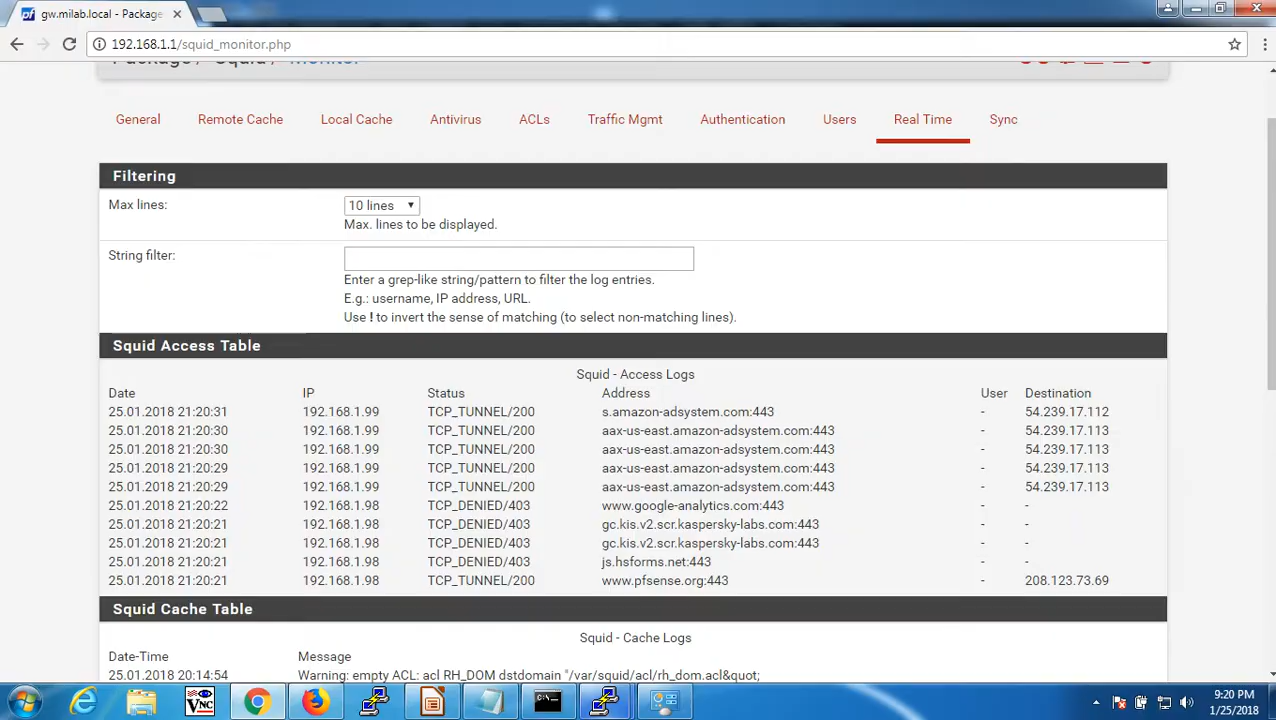 gw.milab.local - Package
192.168.1.1/squid_monitor.php
Package / Squid / Monitor
General Remote Cache Local Cache Antivirus ACLs Traffic Mgmt Authentication Users Real Time Sync
Filtering
Max lines: 10 lines
Max. lines to be displayed.
String filter:
Enter a grep-like string/pattern to filter the log entries.
E.g.: username, IP address, URL.
Use ! to invert the sense of matching (to select non-matching lines).
Squid Access Table
Squid - Access Logs
Date IP Status Address User Destination
25.01.2018 21:20:31 192.168.1.99 TCP_TUNNEL/200 s.amazon-adsystem.com:443 - 54.239.17.112
25.01.2018 21:20:30 192.168.1.99 TCP_TUNNEL/200 aax-us-east.amazon-adsystem.com:443 - 54.239.17.113
25.01.2018 21:20:30 192.168.1.99 TCP_TUNNEL/200 aax-us-east.amazon-adsystem.com:443 - 54.239.17.113
25.01.2018 21:20:29 192.168.1.99 TCP_TUNNEL/200 aax-us-east.amazon-adsystem.com:443 - 54.239.17.113
25.01.2018 21:20:29 192.168.1.99 TCP_TUNNEL/200 aax-us-east.amazon-adsystem.com:443 - 54.239.17.113
25.01.2018 21:20:22 192.168.1.98 TCP_DENIED/403 www.google-analytics.com:443 - -
25.01.2018 21:20:21 192.168.1.98 TCP_DENIED/403 gc.kis.v2.scr.kaspersky-labs.com:443 - -
25.01.2018 21:20:21 192.168.1.98 TCP_DENIED/403 gc.kis.v2.scr.kaspersky-labs.com:443 - -
25.01.2018 21:20:21 192.168.1.98 TCP_DENIED/403 js.hsforms.net:443 - -
25.01.2018 21:20:21 192.168.1.98 TCP_TUNNEL/200 www.pfsense.org:443 - 208.123.73.69
Squid Cache Table
Squid - Cache Logs
Date-Time Message
25.01.2018 20:14:54 Warning: empty ACL: acl RH_DOM dstdomain "/var/squid/acl/rh_dom.acl&quot;
VNC
9:20 PM
1/25/2018